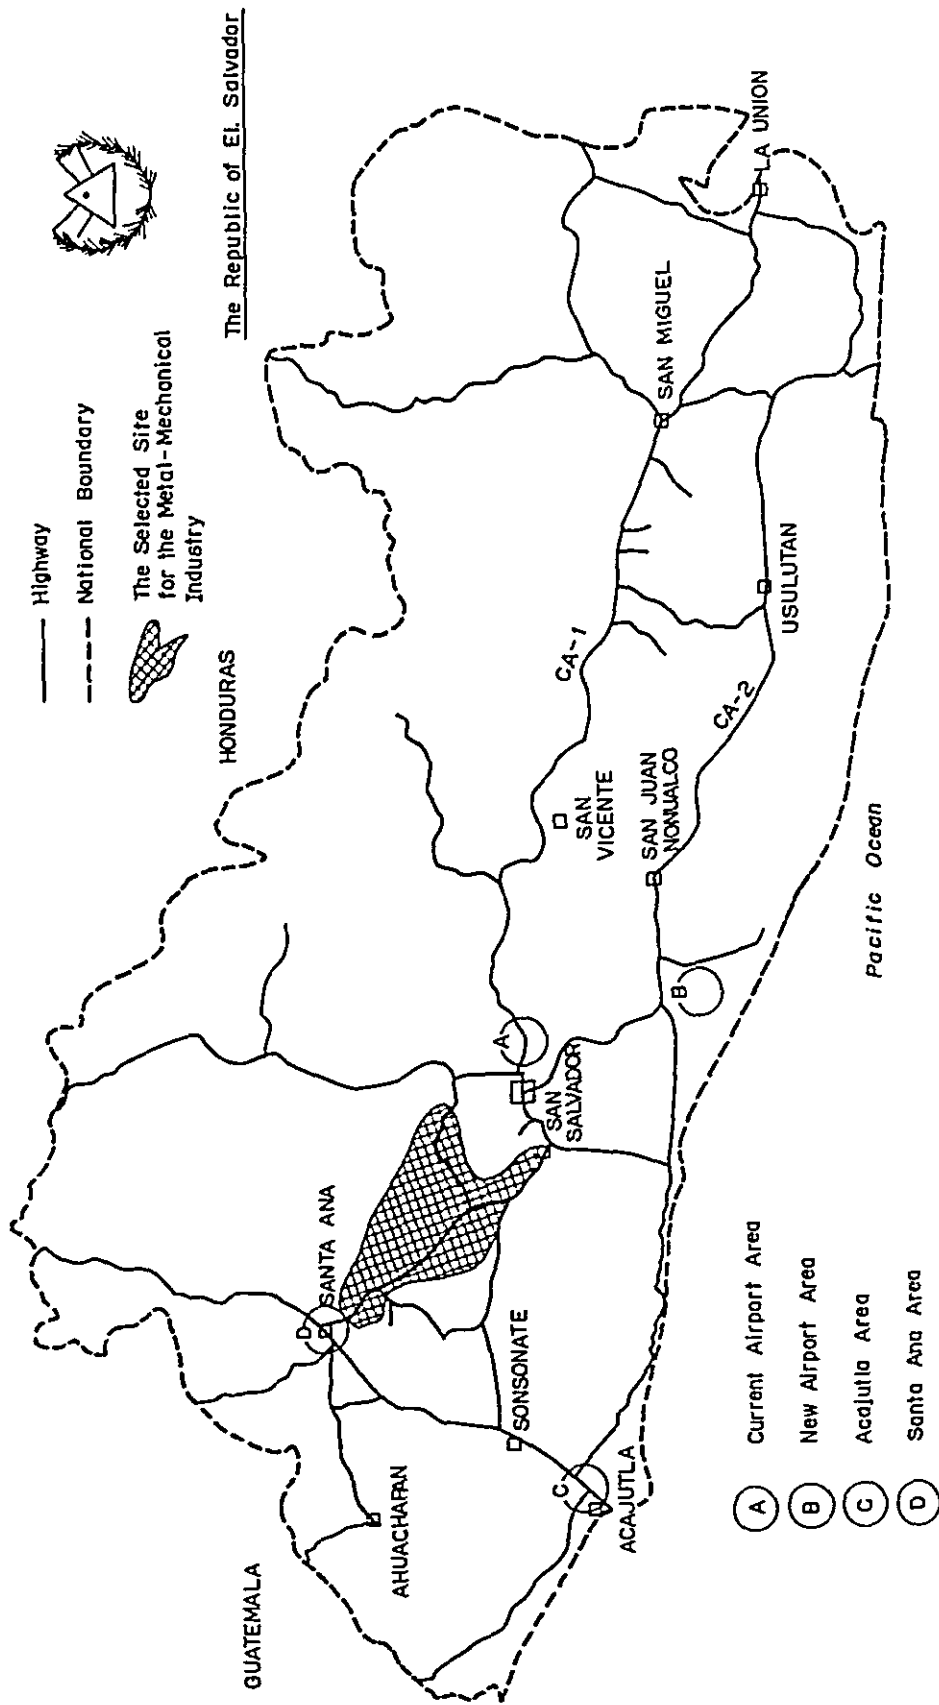 The Republic of El. Salvador
Highway
National Boundary
The Selected Site
for the Metal-Mechanical
Industry
HONDURAS
GUATEMALA
D
SANTA ANA
AHUACHAPAN
SONSONATE
C
ACAJUTLA
A
SAN
SALVADOR
B
SAN
VICENTE
SAN JUAN
NONUALCO
CA-1
CA-2
USULUTAN
SAN MIGUEL
LA UNION
Pacific Ocean
A Current Airport Area
B New Airport Area
C Acajutla Area
D Santa Ana Area